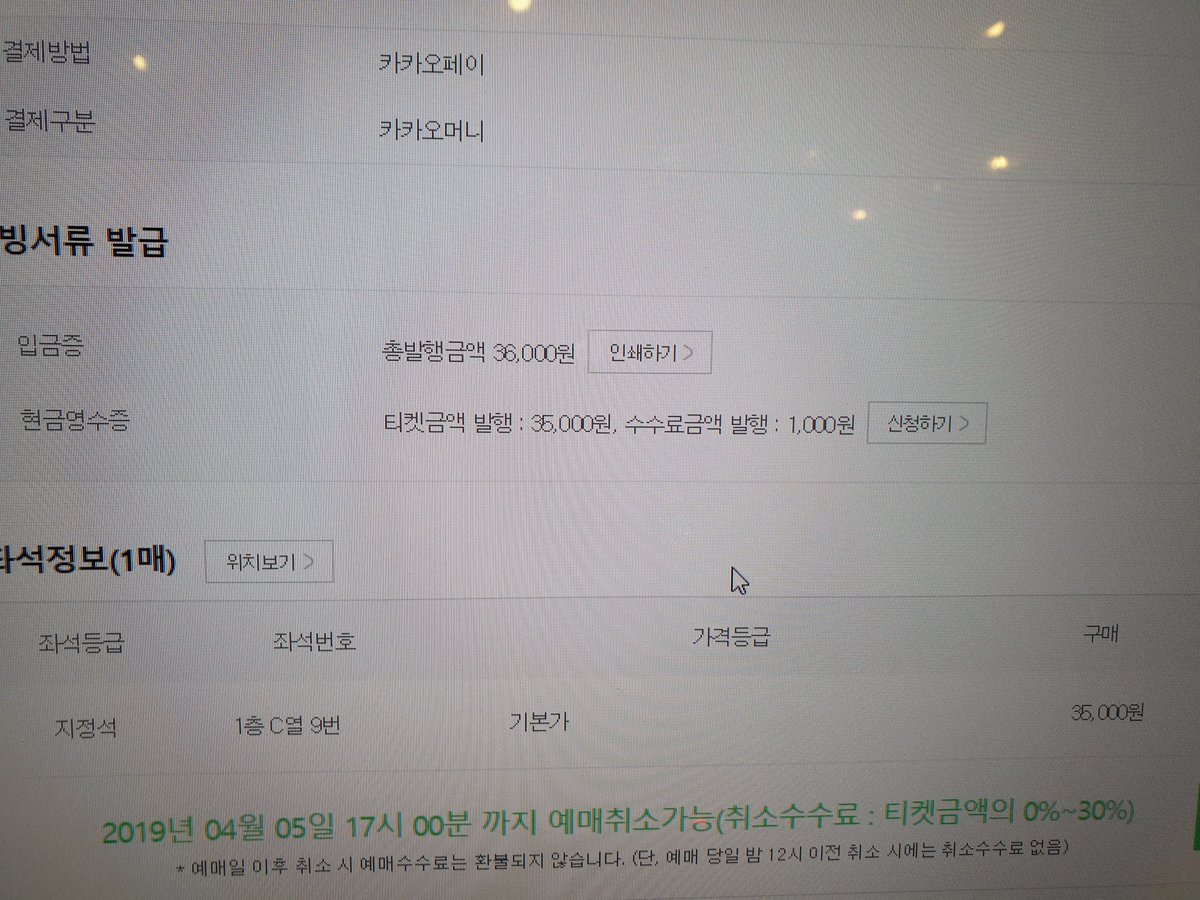 결제방법 카카오페이
결제구분 카카오머니
빙서류 발급
입금증 총발행금액 36,000원 인쇄하기 >
현금영수증 티켓금액 발행 : 35,000원, 수수료금액 발행 : 1,000원 신청하기 >
좌석정보(1매) 위치보기 >
좌석등급 좌석번호 가격등급 구매
지정석 1층 C열 9번 기본가 35,000원
2019년 04월 05일 17시 00분 까지 예매취소가능(취소수수료 : 티켓금액의 0%~30%)
* 예매일 이후 취소 시 예매수수료는 환불되지 않습니다. (단, 예매 당일 밤 12시 이전 취소 시에는 취소수수료 없음)